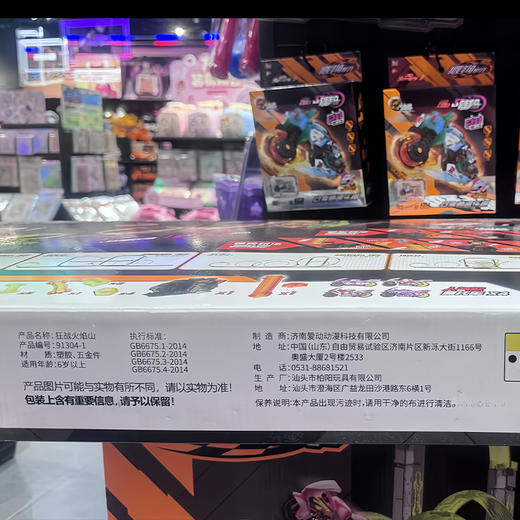 产品名称：狂战火焰山
产品编号：91304-1
材　质：塑胶、五金件
适用年龄：6岁以上
执行标准：
GB6675.1-2014
GB6675.2-2014
GB6675.3-2014
GB6675.4-2014
产品图片可能与实物有所不同，请以实物为准！
包装上含有重要信息，请予以保留！
制 造 商：济南爱动动漫科技有限公司
地　址：中国(山东)自由贸易试验区济南片区新泺大街1166号
奥盛大厦2号楼2533
电　话：0531-88681521
生 产 厂：汕头市柏阳玩具有限公司
地　址：汕头市澄海区广益龙田沙港路东6横1号
保养说明：本产品出现污迹时，请用干净的布进行清洁。